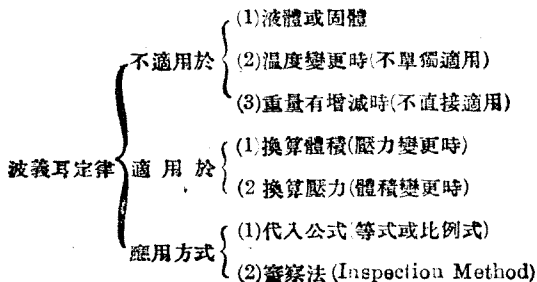 波義耳定律
不適用於
(1)液體或固體
(2)溫度變更時(不單獨適用)
(3)重量有增減時(不直接適用)
適用於
(1)換算體積(壓力變更時)
(2 換算壓力(體積變更時)
應用方式
(1)代入公式(等式或比例式)
(2)審察法(Inspection Method)